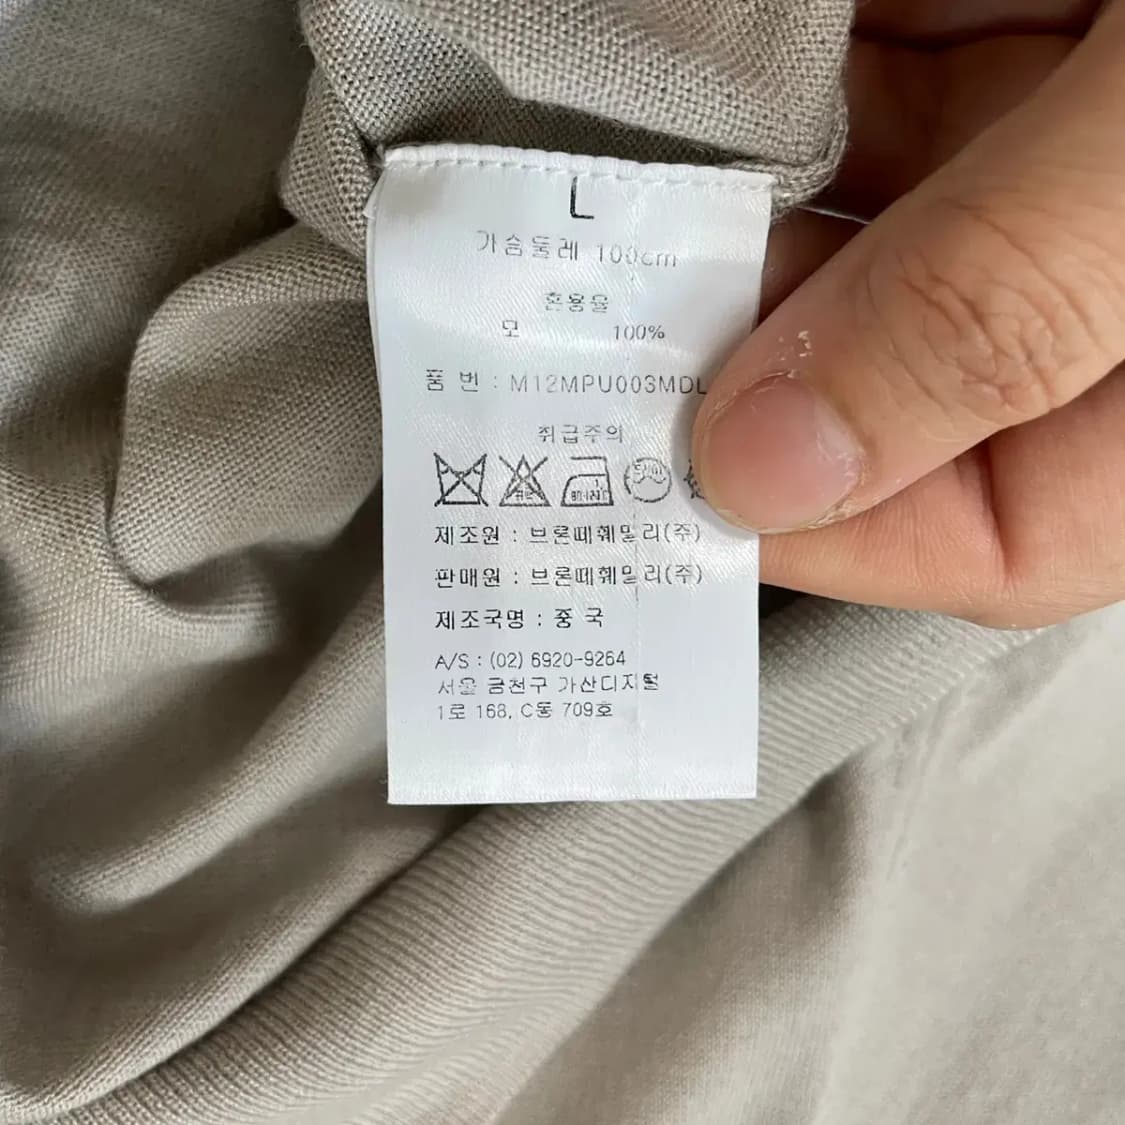 L
가슴둘레 100cm
혼용율
모 100%
품 번 : M12MPU003MDL
취급주의
제조원 : 브론떼훼밀리(주)
판매원 : 브론떼훼밀리(주)
제조국명 : 중 국
A/S : (02) 6920-9264
서울 금천구 가산디지털
1로 168, C동 709호